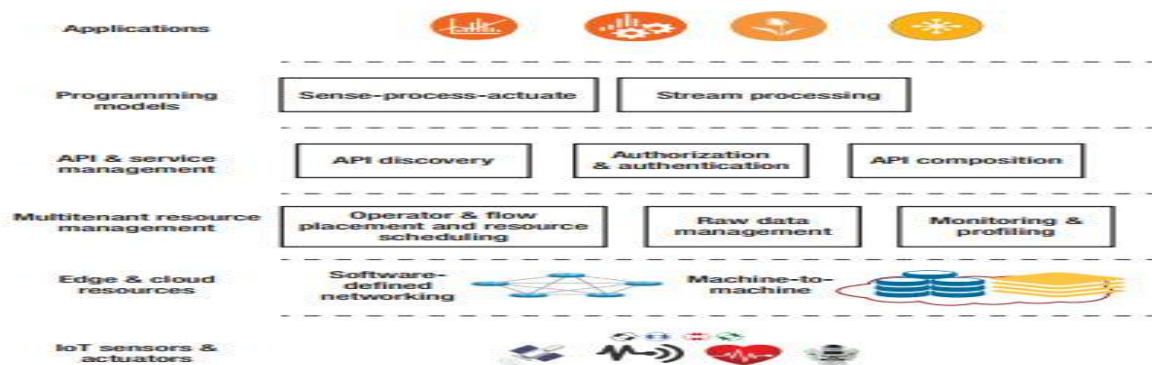 Applications
Programming
models
Sense-process-actuate
Stream processing
API & service
management
API discovery
Authorization
& authentication
API composition
Multitenant resource
management
Operator & flow
placement and resource
scheduling
Raw data
management
Monitoring &
profiling
Edge & cloud
resources
Software-
defined
networking
Machine-to-
machine
IoT sensors &
actuators